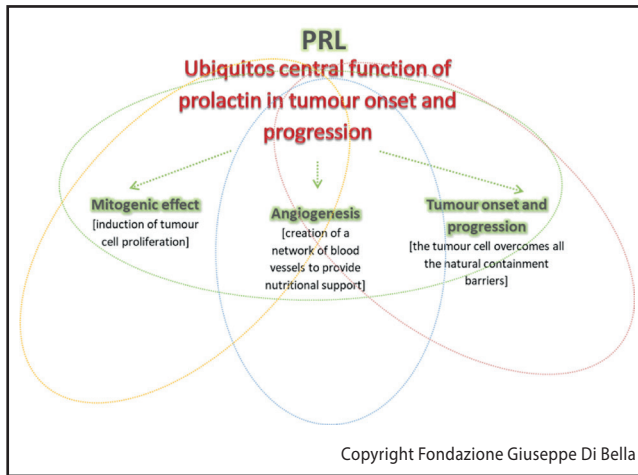 PRL
Ubiquitos central function of
prolactin in tumour onset and
progression
Mitogenic effect
[induction of tumour
cell proliferation]
Angiogenesis
[creation of a
network of blood
vessels to provide
nutritional support]
Tumour onset and
progression
[the tumour cell overcomes all
the natural containment
barriers]
Copyright Fondazione Giuseppe Di Bella